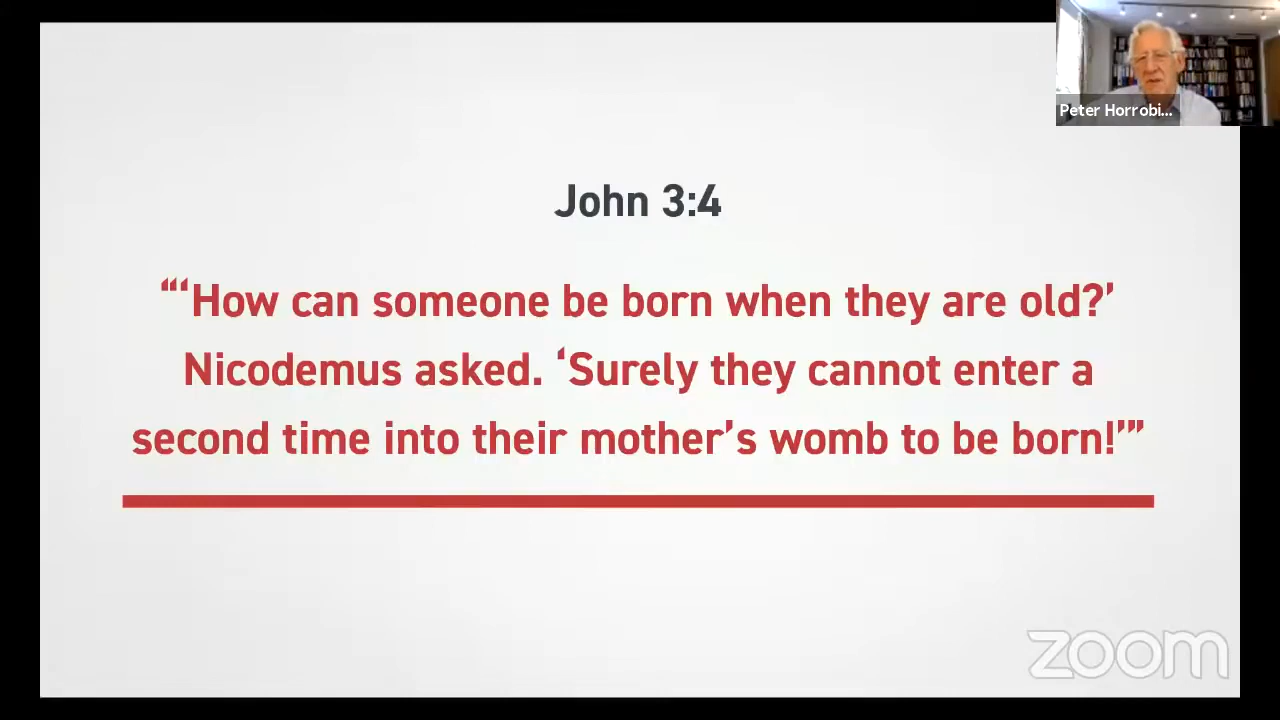 Peter Horrobi...
John 3:4
“‘How can someone be born when they are old?’
Nicodemus asked. ‘Surely they cannot enter a
second time into their mother’s womb to be born!’”
zoom